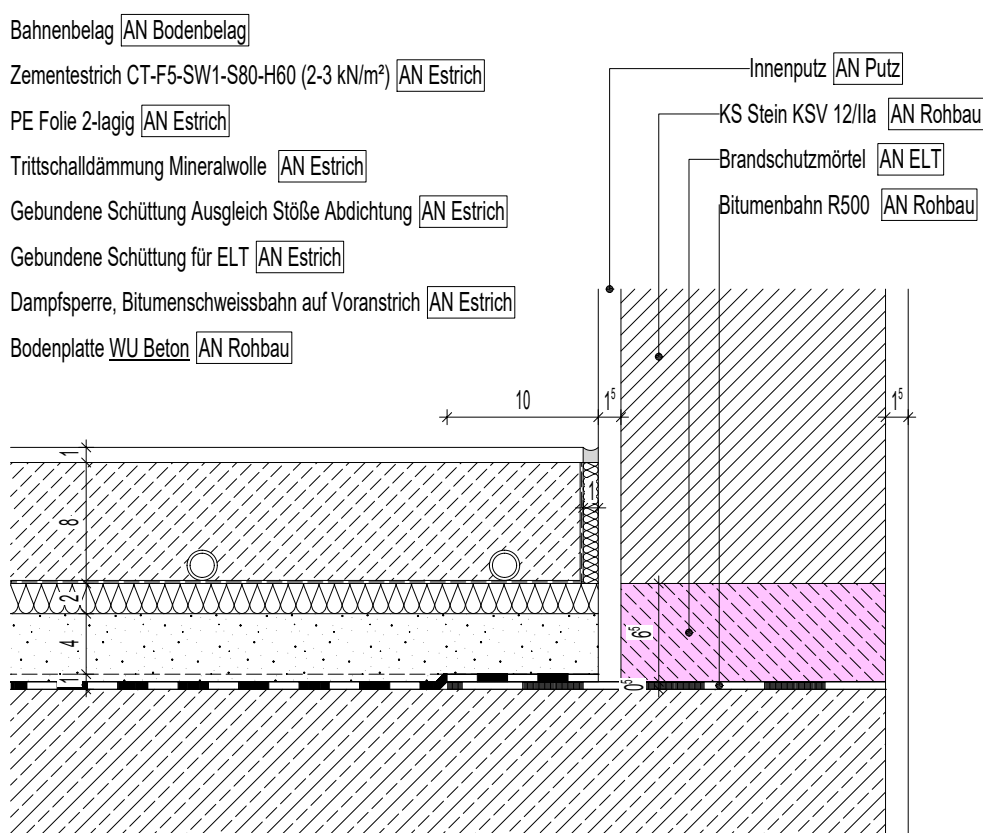 Bahnenbelag AN Bodenbelag
Zementestrich CT-F5-SW1-S80-H60 (2-3 kN/m²) AN Estrich
PE Folie 2-lagig AN Estrich
Trittschalldämmung Mineralwolle AN Estrich
Gebundene Schüttung Ausgleich Stöße Abdichtung AN Estrich
Gebundene Schüttung für ELT AN Estrich
Dampfsperre, Bitumenschweissbahn auf Voranstrich AN Estrich
Bodenplatte WU Beton AN Rohbau
Innenputz AN Putz
KS Stein KSV 12/IIa AN Rohbau
Brandschutzmörtel AN ELT
Bitumenbahn R500 AN Rohbau
10
1⁵
1⁵
1
8
2
4
1
1
6⁵
0⁵